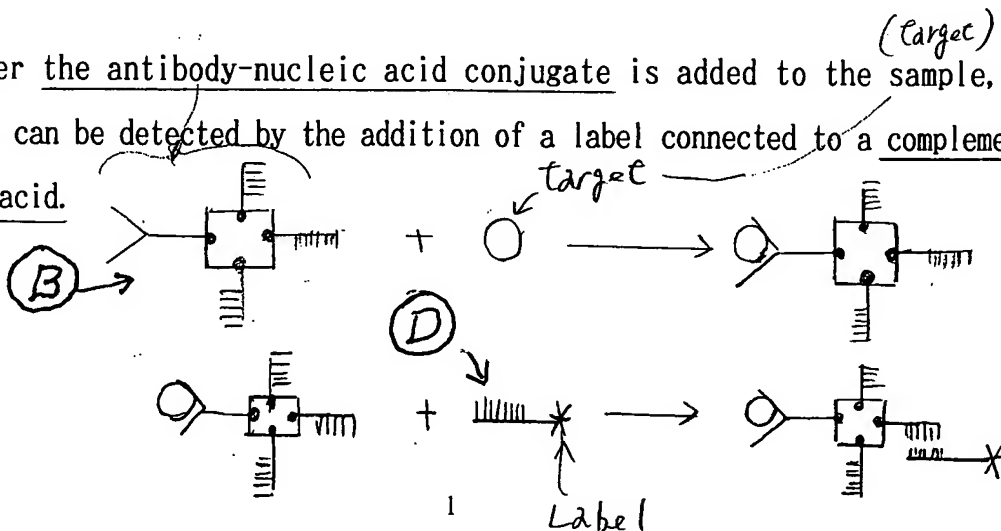 (target)
er the antibody-nucleic acid conjugate is added to the sample,
can be detected by the addition of a label connected to a compleme
acid.
target
B
D
1
Label